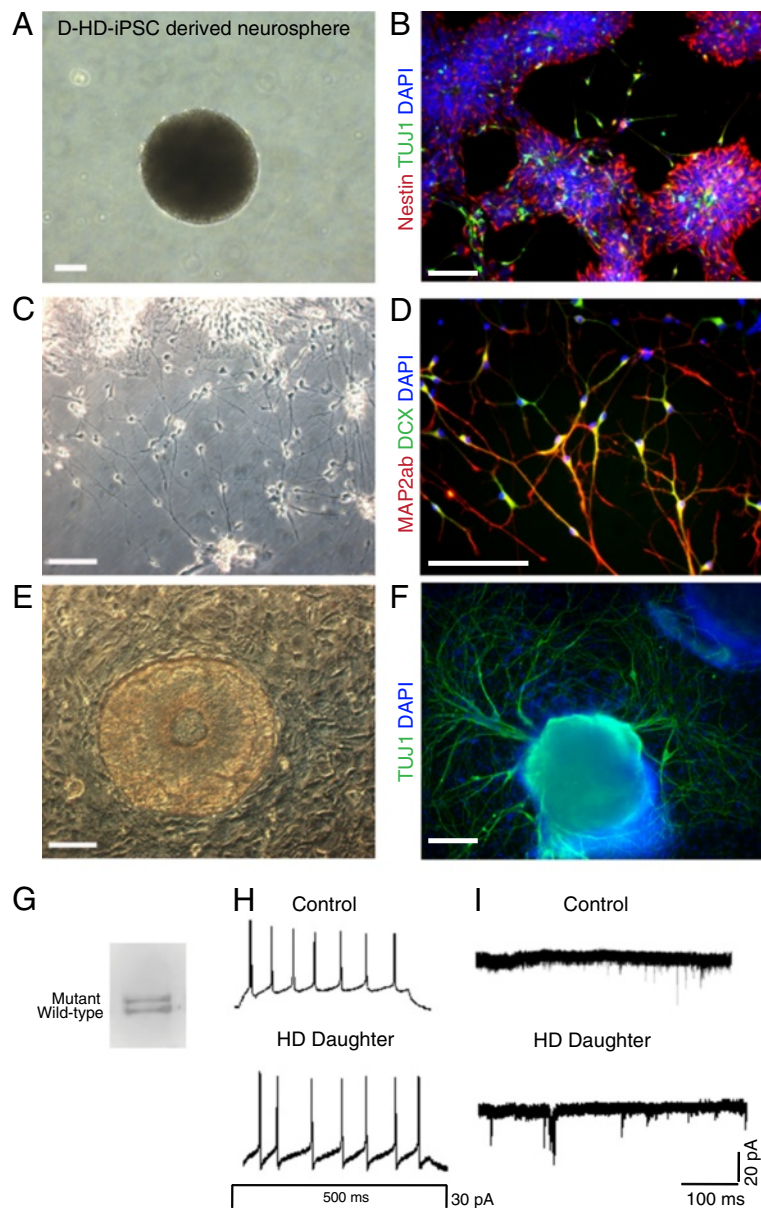 A
D-HD-iPSC derived neurosphere
B
Nestin TUJ1 DAPI
C
D
MAP2ab DCX DAPI
E
F
TUJ1 DAPI
G
Mutant
Wild-type
H
Control
HD Daughter
500 ms
30 pA
I
Control
HD Daughter
20 pA
100 ms